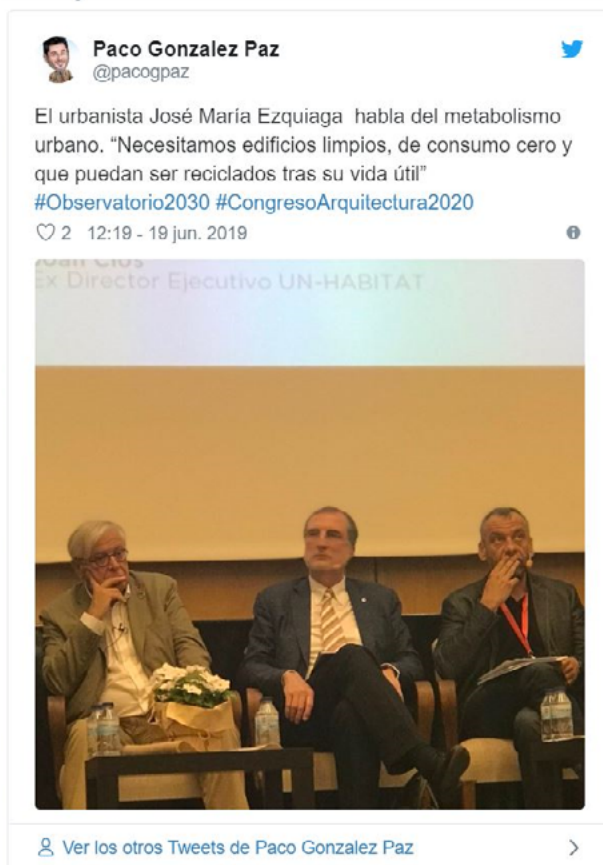 Paco Gonzalez Paz
@pacogpaz
El urbanista José María Ezquiaga habla del metabolismo
urbano. “Necesitamos edificios limpios, de consumo cero y
que puedan ser reciclados tras su vida útil”
#Observatorio2030 #CongresoArquitectura2020
2 12:19 - 19 jun. 2019
Joan Clos
Ex Director Ejecutivo UN-HABITAT
Ver los otros Tweets de Paco Gonzalez Paz